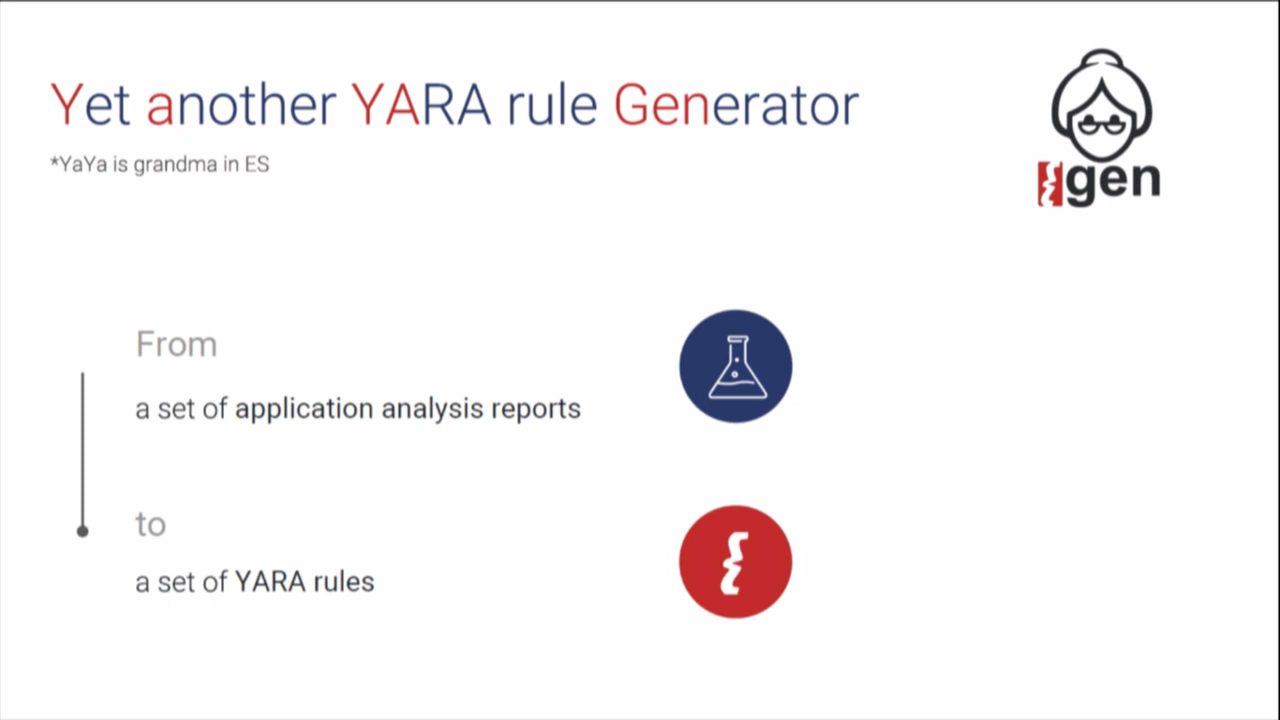 Yet another YARA rule Generator
*YaYa is grandma in ES
gen
From
a set of application analysis reports
to
a set of YARA rules